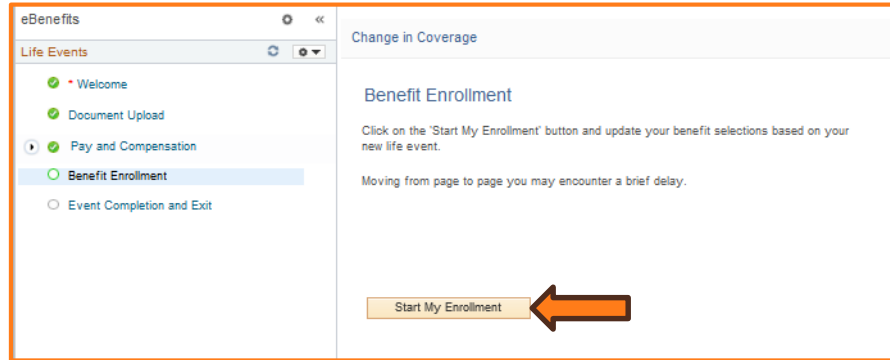 eBenefits
Life Events
* Welcome
Document Upload
Pay and Compensation
Benefit Enrollment
Event Completion and Exit
Change in Coverage
Benefit Enrollment
Click on the 'Start My Enrollment' button and update your benefit selections based on your
new life event.
Moving from page to page you may encounter a brief delay.
Start My Enrollment